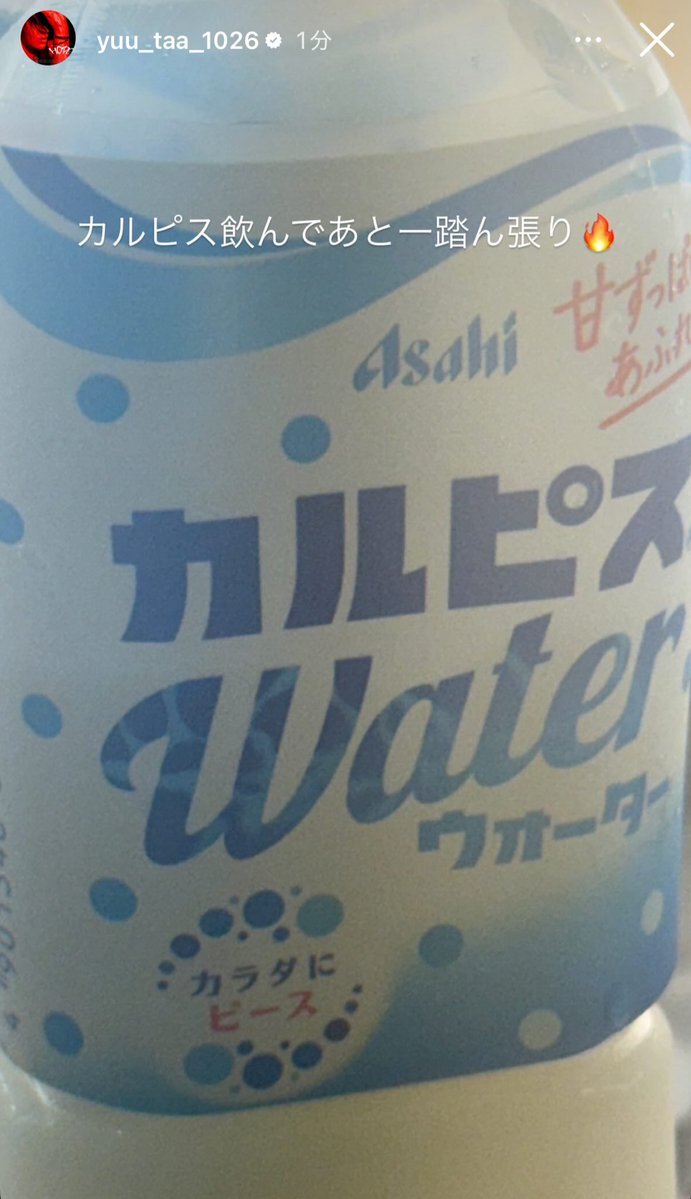 yuu_taa_1026 1分
カルピス飲んであと一踏ん張り🔥
Asahi
甘ずっぱ
あふれ
カルピス
Water
ウォーター
カラダに
ピース